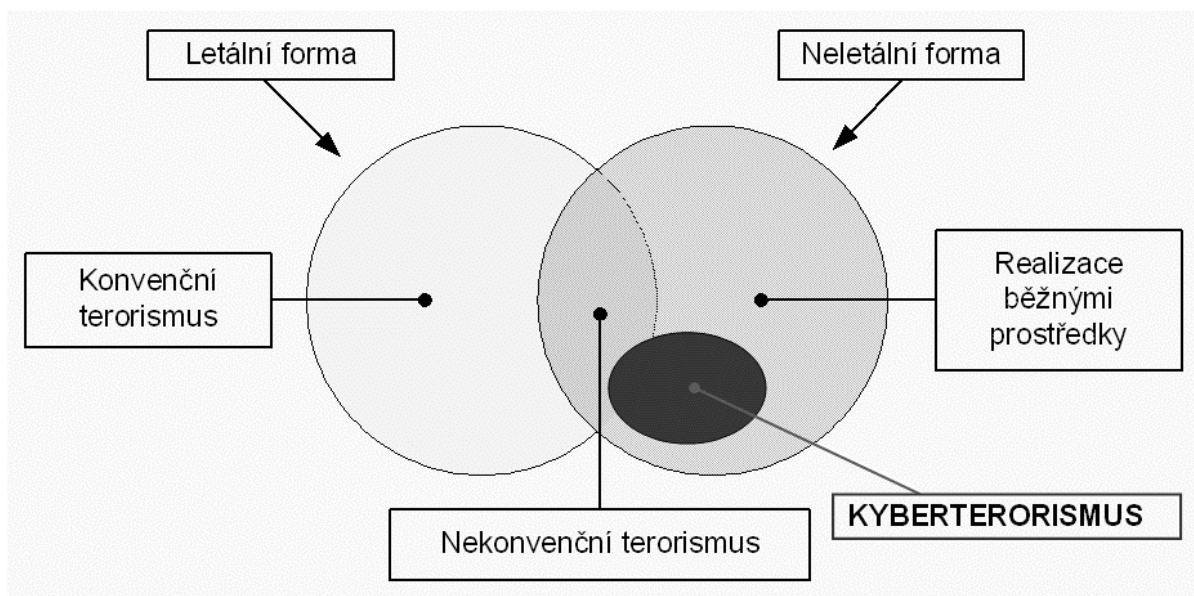 Letální forma
Neletální forma
Konvenční
terorismus
Realizace
běžnými
prostředky
KYBERTERORISMUS
Nekonvenční terorismus